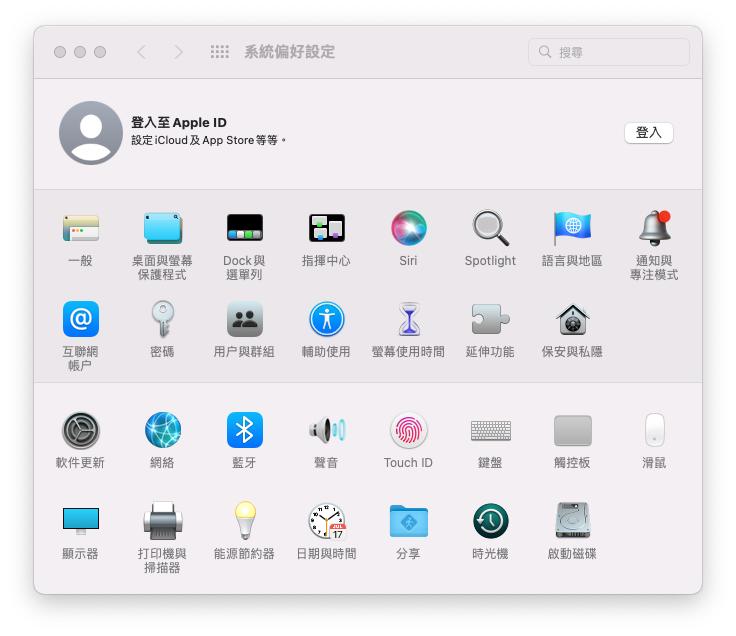 系統偏好設定
搜尋
登入至 Apple ID
設定 iCloud 及 App Store 等等。
登入
一般
桌面與螢幕
保護程式
Dock 與
選單列
指揮中心
Siri
Spotlight
語言與地區
通知與
專注模式
@
互聯網
帳户
密碼
用户與群組
輔助使用
螢幕使用時間
延伸功能
保安與私隱
軟件更新
網絡
藍牙
聲音
Touch ID
鍵盤
觸控板
滑鼠
顯示器
打印機與
掃描器
能源節約器
JUL
17
日期與時間
分享
時光機
啟動磁碟